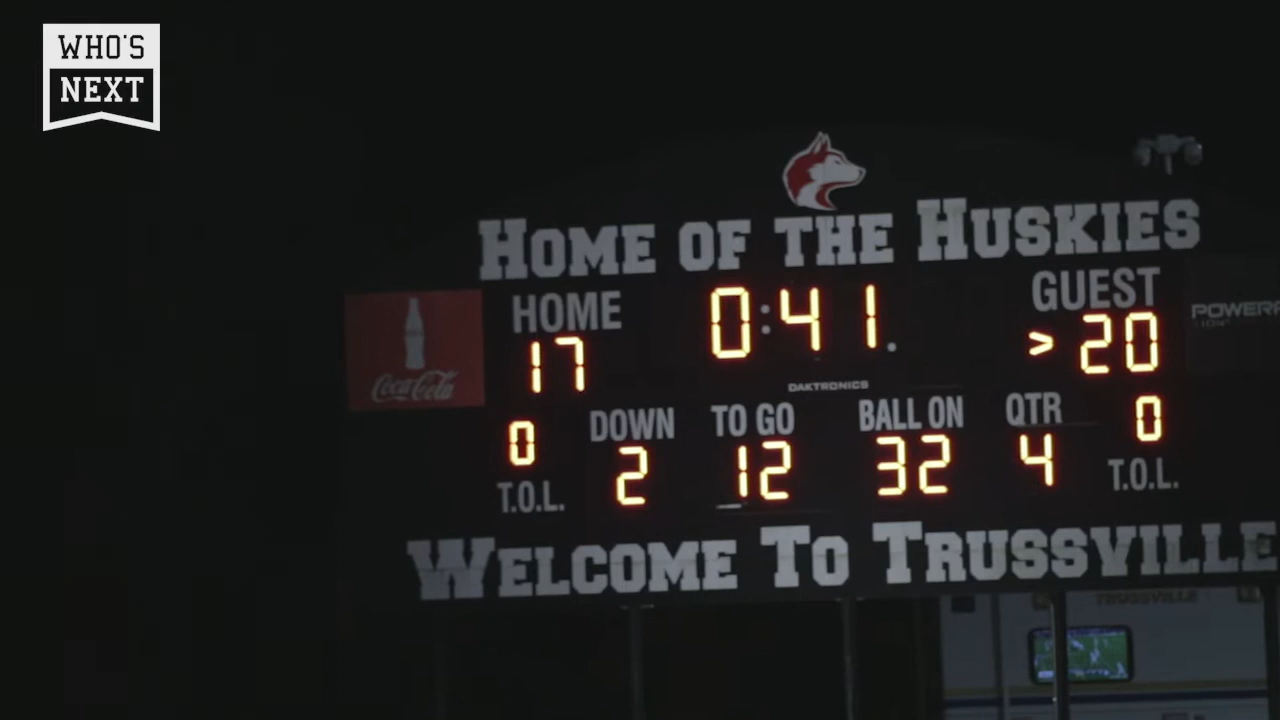 WHO'S
NEXT
HOME OF THE HUSKIES
HOME
0:41
GUEST
17
> 20
Coca-Cola
DAKTRONICS
DOWN
TO GO
BALL ON
QTR
0
2
12
32
4
0
T.O.L.
T.O.L.
WELCOME TO TRUSSVILLE
TRUSSVILLE